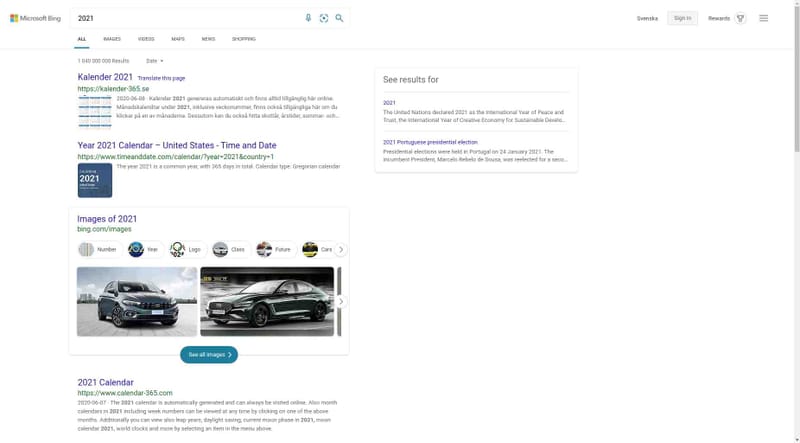 Microsoft Bing
2021
Svenska
Sign in
Rewards
ALL IMAGES VIDEOS MAPS NEWS SHOPPING
1 040 000 000 Results Date
Kalender 2021 Translate this page
https://kalender-365.se
2020-06-08 · Kalender 2021 genereras automatiskt och finns alltid tillgänglig här online.
Månadskalendrar under 2021, inklusive veckonummer, finns också tillgängliga här om du
klickar på en av månaderna. Dessutom kan du också hitta skottår, årstider, sommar- och...
Year 2021 Calendar – United States - Time and Date
https://www.timeanddate.com/calendar/?year=2021&country=1
2021
The year 2021 is a common year, with 365 days in total. Calendar type: Gregorian calendar
Images of 2021
bing.com/images
Number Year Logo Class Future Cars
See all images
2021 Calendar
https://www.calendar-365.com
2020-06-07 · The 2021 calendar is automatically generated and can always be visited online. Also month
calendars in 2021 including week numbers can be viewed at any time by clicking on one of the above
months. Additionally you can view also leap years, daylight saving, current moon phase in 2021, moon
calendar 2021, world clocks and more by selecting an item in the menu above.
See results for
2021
The United Nations declared 2021 as the International Year of Peace and
Trust, the International Year of Creative Economy for Sustainable Develo...
2021 Portuguese presidential election
Presidential elections were held in Portugal on 24 January 2021. The
incumbent President, Marcelo Rebelo de Sousa, was reelected for a seco...